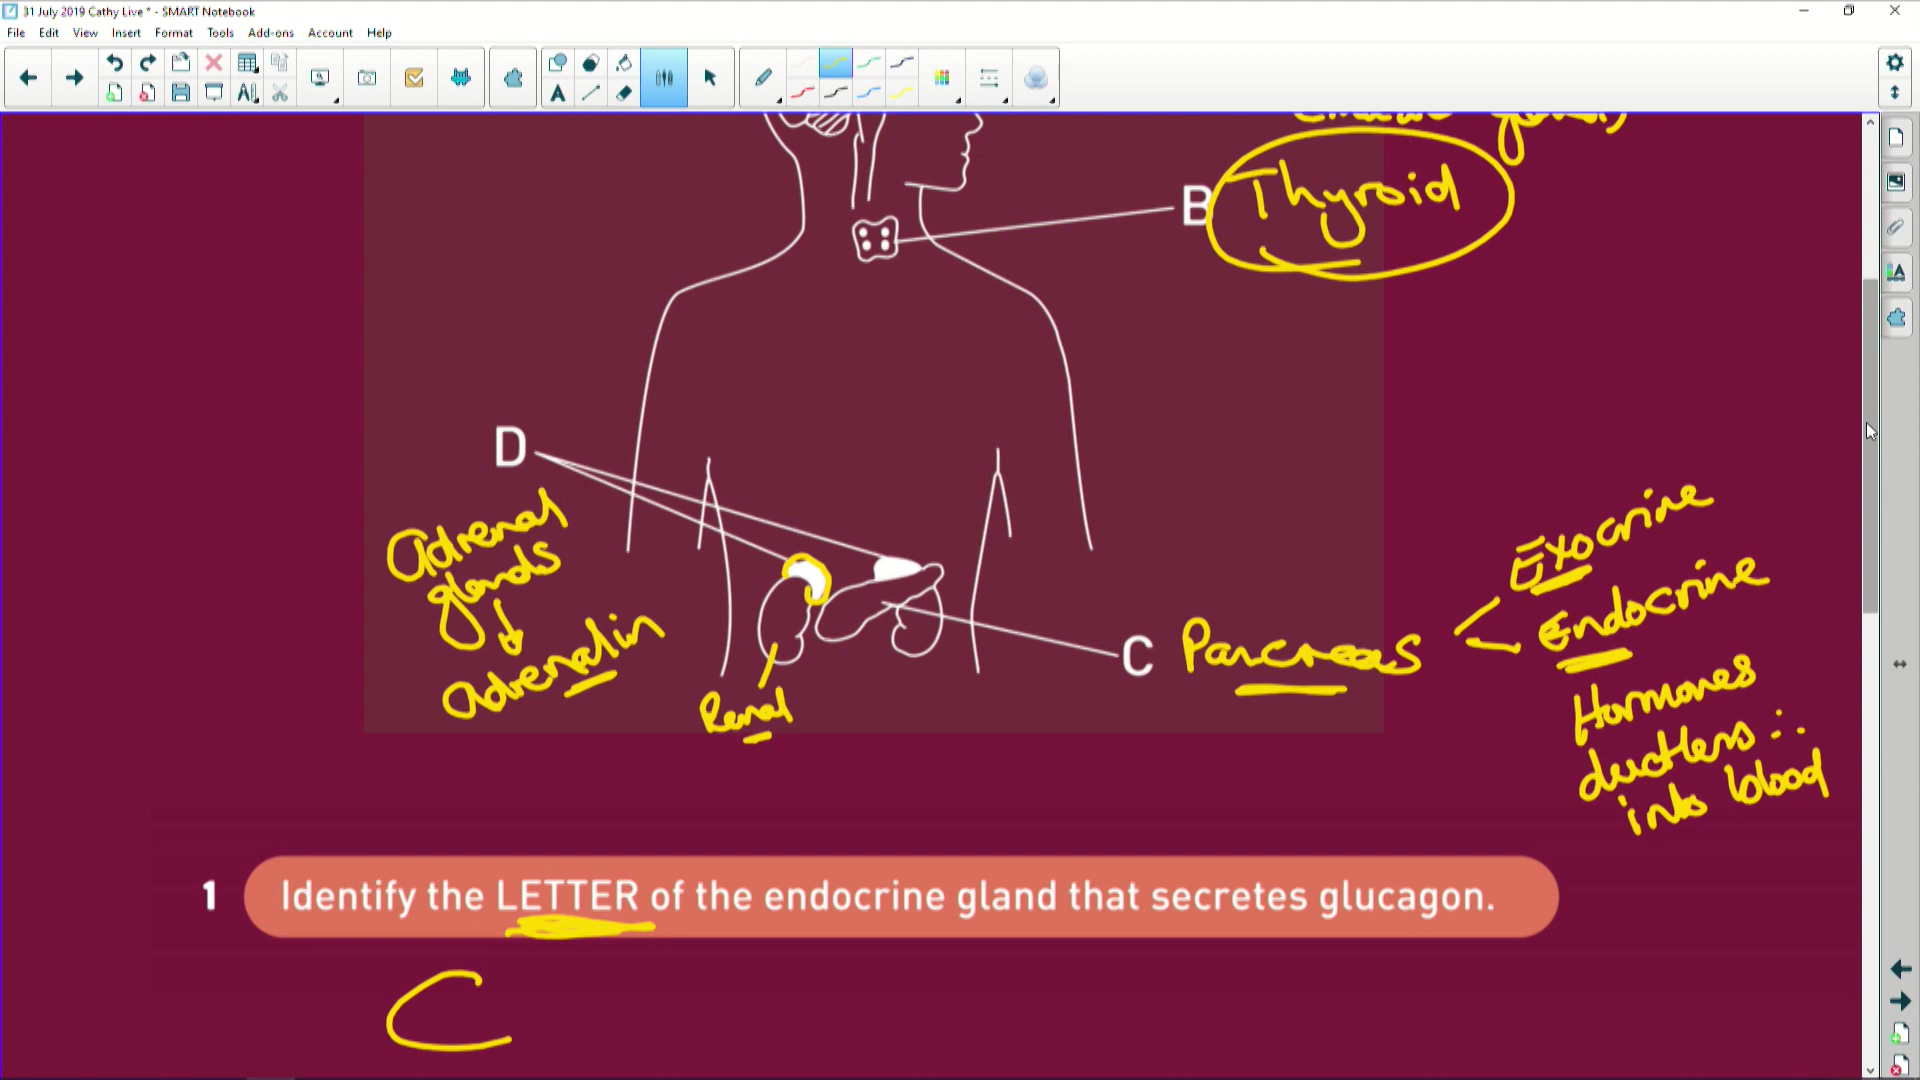 31 July 2019 Cathy Live * - SMART Notebook
File Edit View Insert Format Tools Add-ons Account Help
B Thyroid
D
Adrenal
glands
Adrenalin
Renal
C Pancreas
Exocrine
Endocrine
Hormones
ductless ∴
into blood
1 Identify the LETTER of the endocrine gland that secretes glucagon.
C